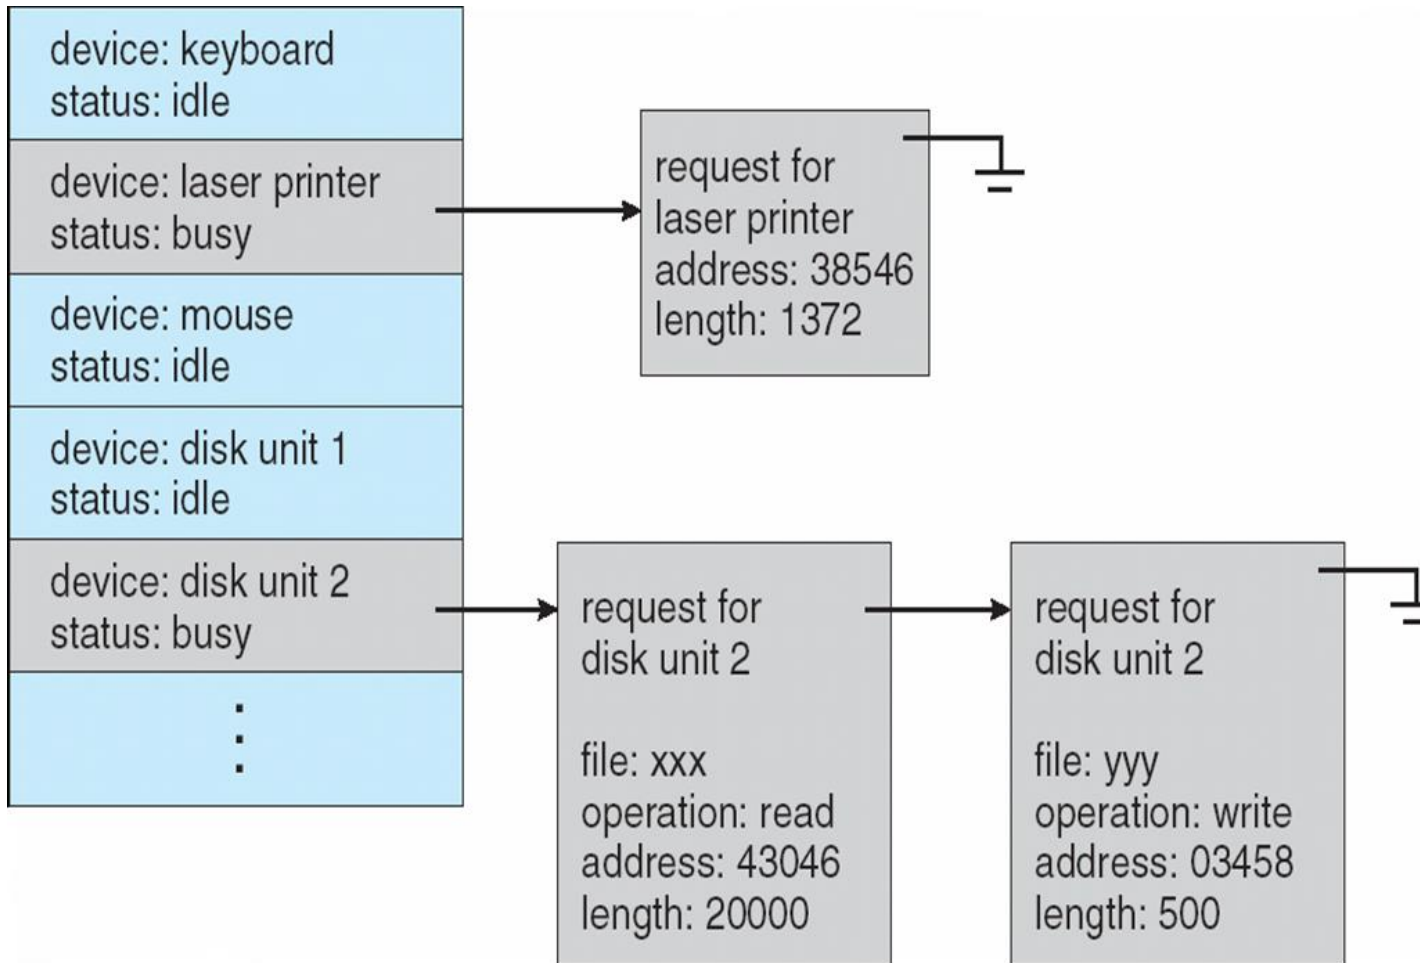 device: keyboard
status: idle
device: laser printer
status: busy
device: mouse
status: idle
device: disk unit 1
status: idle
device: disk unit 2
status: busy
request for
laser printer
address: 38546
length: 1372
request for
disk unit 2
file: xxx
operation: read
address: 43046
length: 20000
request for
disk unit 2
file: yyy
operation: write
address: 03458
length: 500